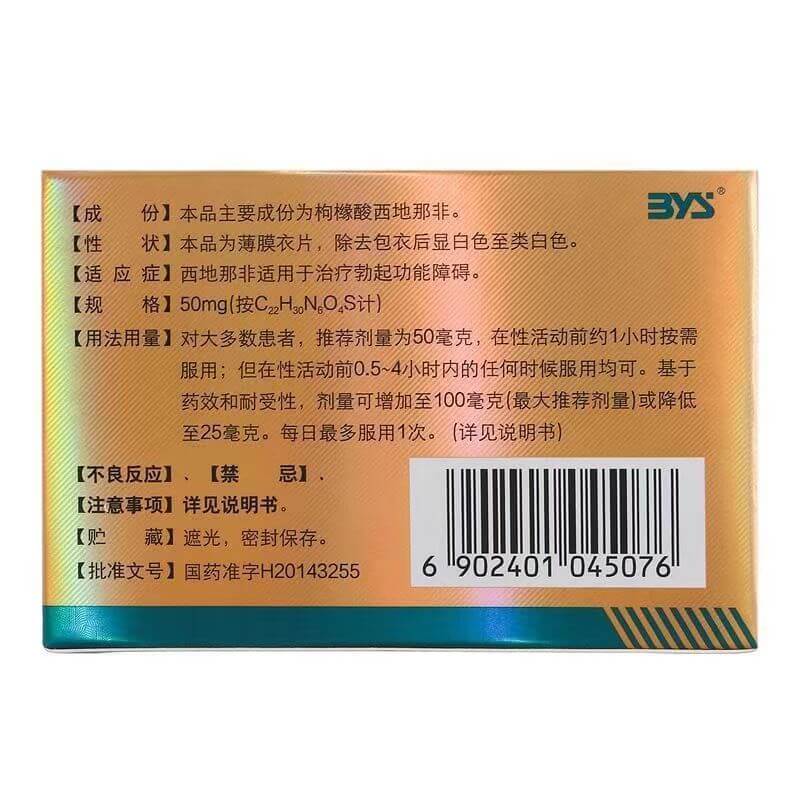 BYS®
【成 份】本品主要成份为枸橼酸西地那非。
【性 状】本品为薄膜衣片，除去包衣后显白色至类白色。
【适应症】西地那非适用于治疗勃起功能障碍。
【规 格】50mg(按C₂₂H₃₀N₆O₄S计)
【用法用量】对大多数患者，推荐剂量为50毫克，在性活动前约1小时按需
服用；但在性活动前0.5~4小时内的任何时候服用均可。基于
药效和耐受性，剂量可增加至100毫克(最大推荐剂量)或降低
至25毫克。每日最多服用1次。(详见说明书)
【不良反应】、【禁 忌】、
【注意事项】详见说明书。
【贮 藏】遮光，密封保存。
【批准文号】国药准字H20143255
6 902401 045076